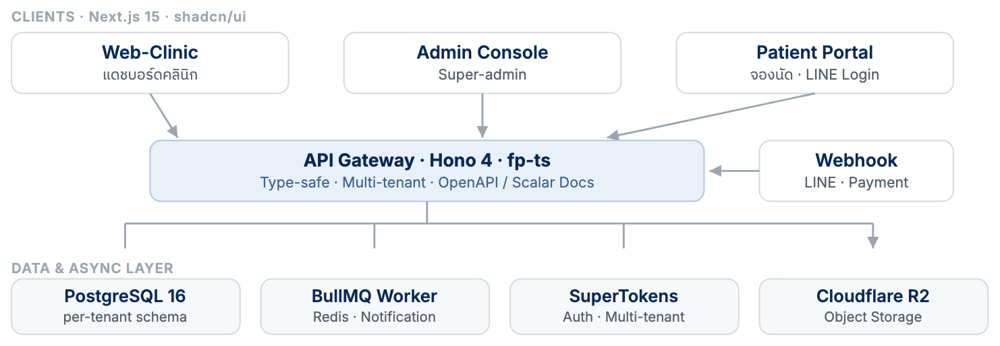 CLIENTS · Next.js 15 · shadcn/ui
Web-Clinic
แดชบอร์ดคลินิก
Admin Console
Super-admin
Patient Portal
จองนัด · LINE Login
API Gateway · Hono 4 · fp-ts
Type-safe · Multi-tenant · OpenAPI / Scalar Docs
Webhook
LINE · Payment
DATA & ASYNC LAYER
PostgreSQL 16
per-tenant schema
BullMQ Worker
Redis · Notification
SuperTokens
Auth · Multi-tenant
Cloudflare R2
Object Storage